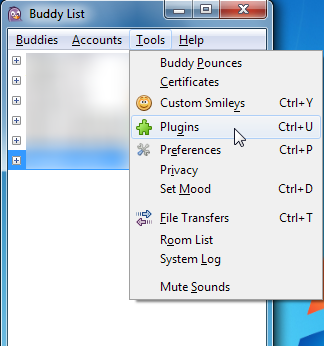 Buddy List
Buddies Accounts Tools Help
Buddy Pounces
Certificates
Custom Smileys Ctrl+Y
Plugins Ctrl+U
Preferences Ctrl+P
Privacy
Set Mood Ctrl+D
File Transfers Ctrl+T
Room List
System Log
Mute Sounds